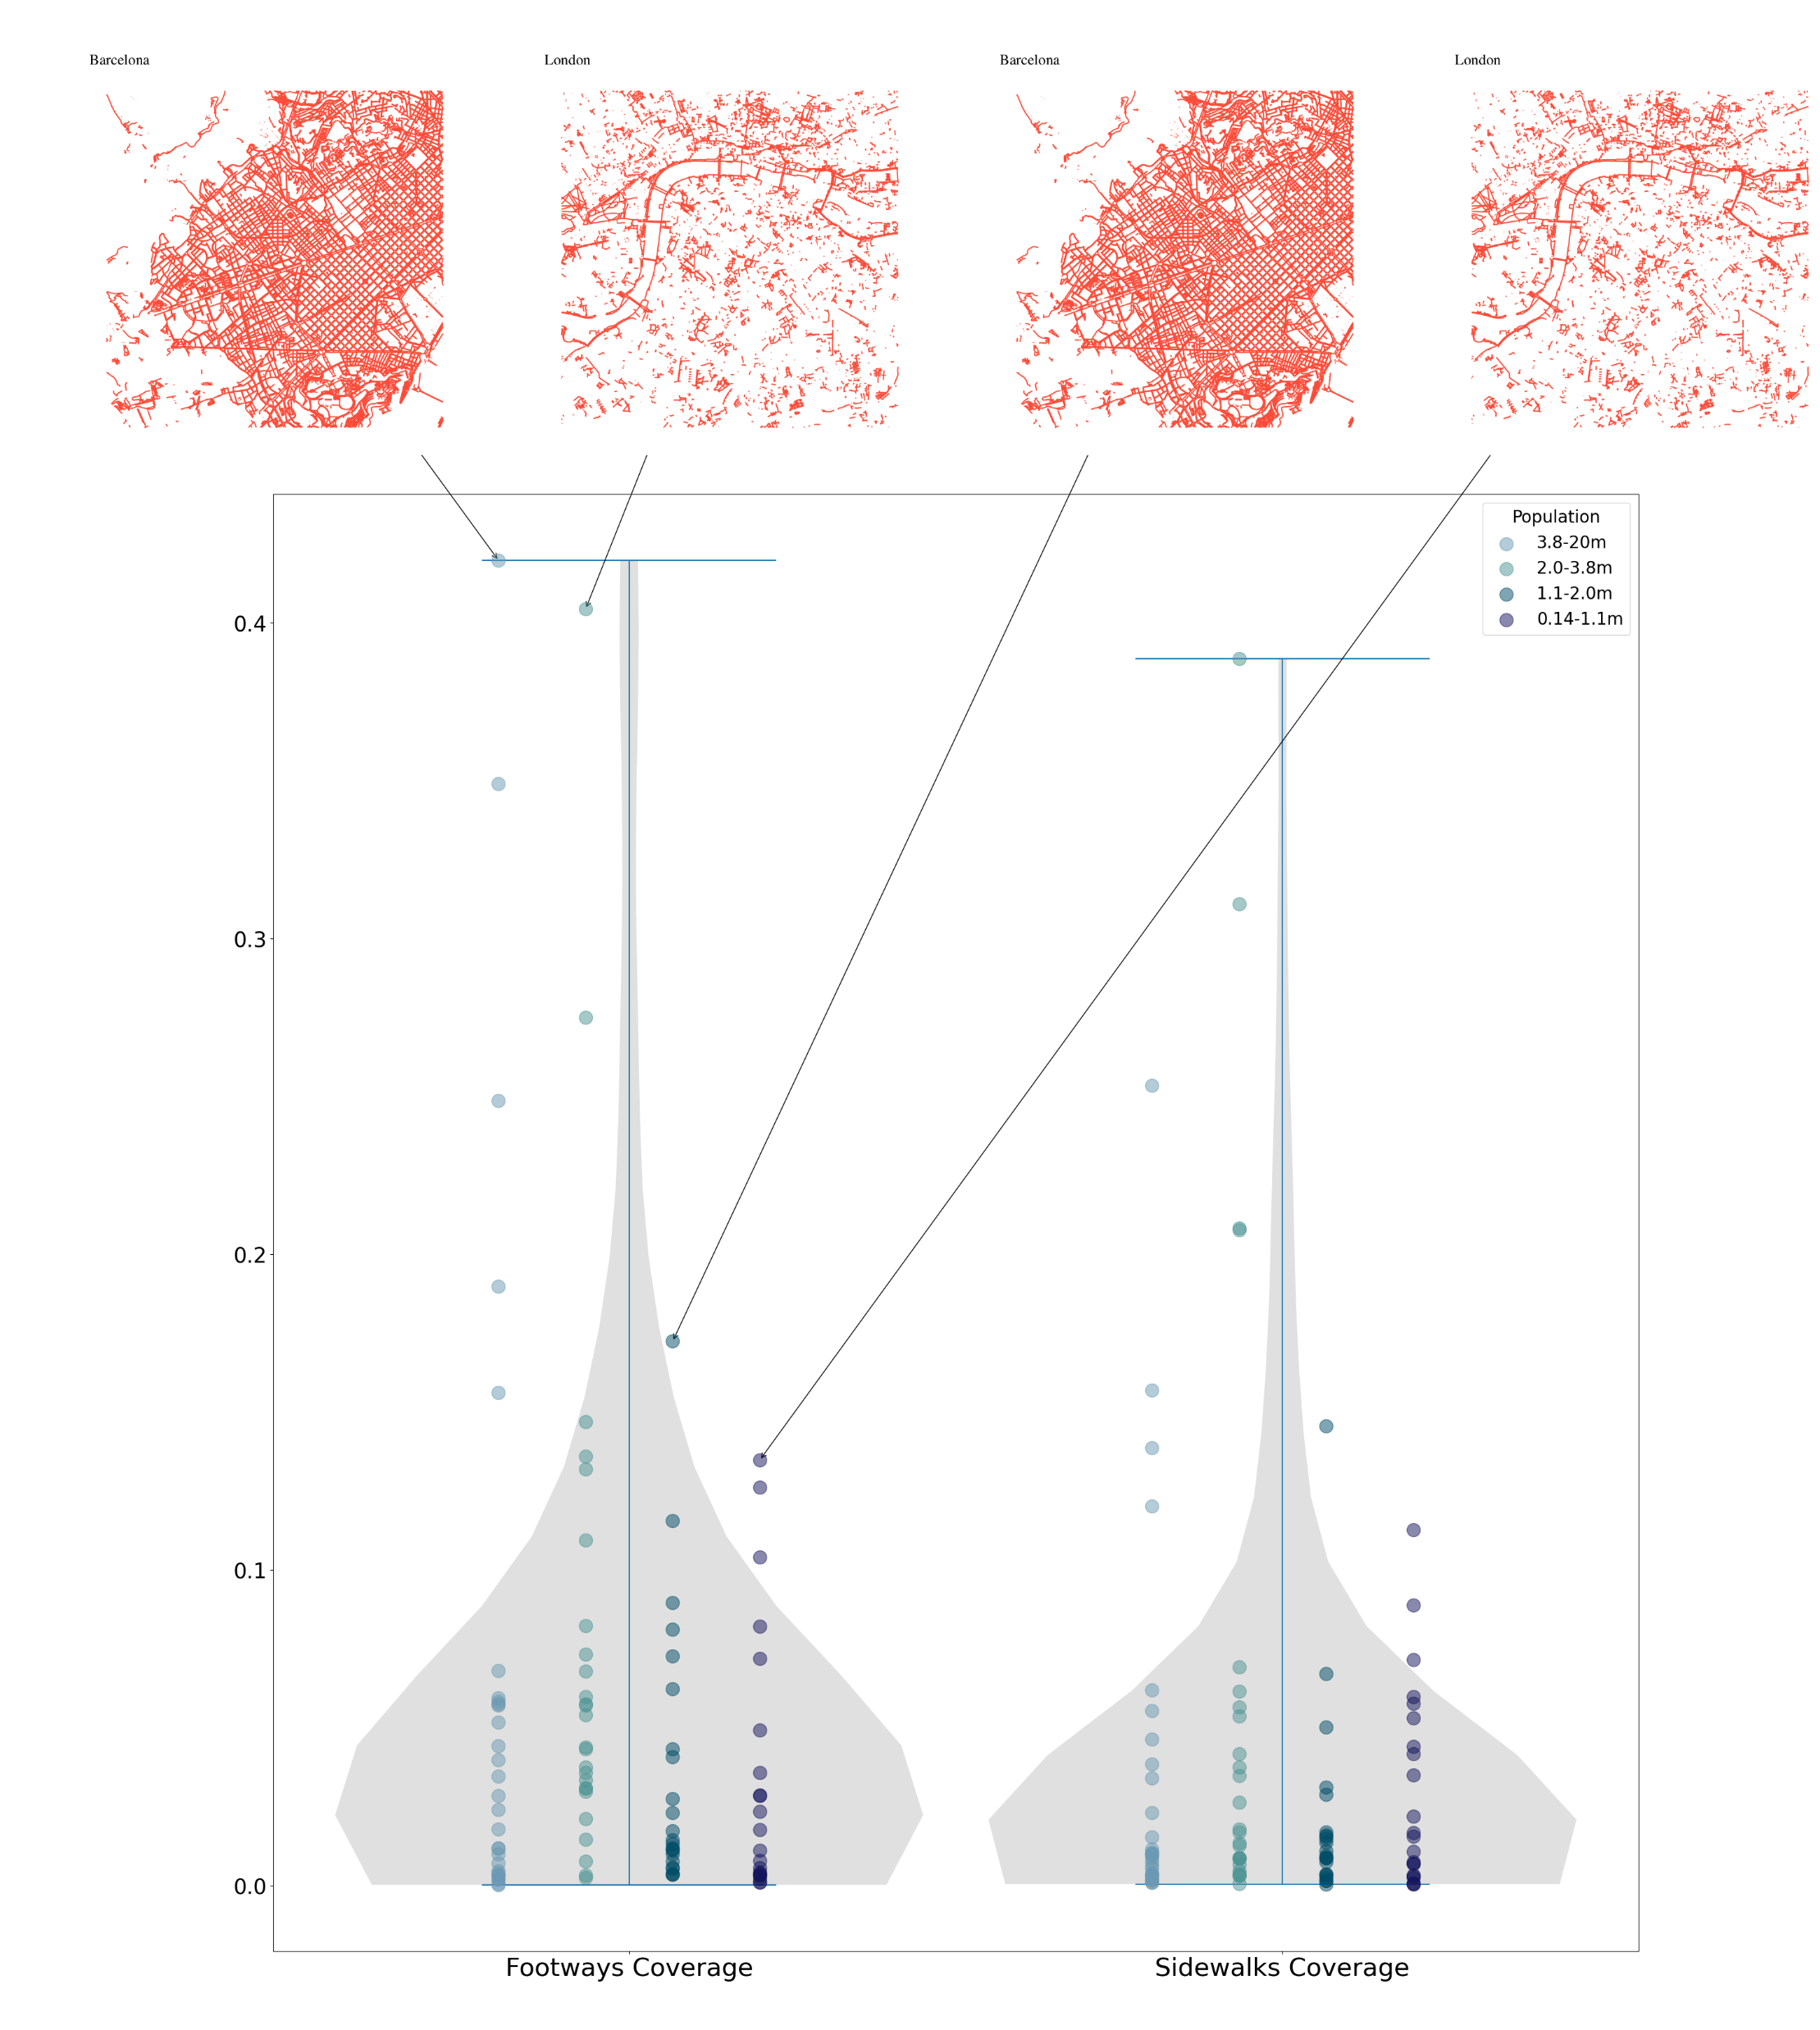 Barcelona
London
Barcelona
London
Population
3.8-20m
2.0-3.8m
1.1-2.0m
0.14-1.1m
0.4
0.3
0.2
0.1
0.0
Footways Coverage
Sidewalks Coverage